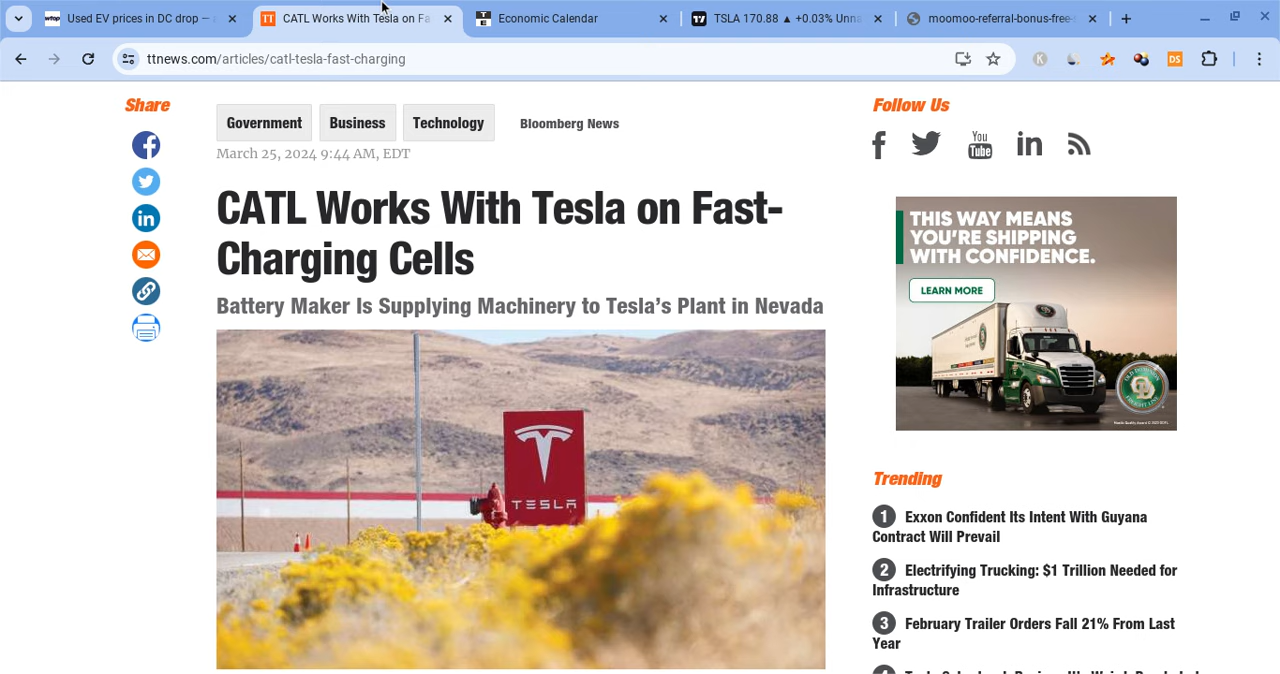 Used EV prices in DC drop —
CATL Works With Tesla on Fa
Economic Calendar
TSLA 170.88 ▲ +0.03% Unna
moomoo-referral-bonus-free-
ttnews.com/articles/catl-tesla-fast-charging
K
DS
Share
Government
Business
Technology
Bloomberg News
March 25, 2024 9:44 AM, EDT
CATL Works With Tesla on Fast-
Charging Cells
Battery Maker Is Supplying Machinery to Tesla’s Plant in Nevada
TESLA
Follow Us
You
Tube
THIS WAY MEANS
YOU’RE SHIPPING
WITH CONFIDENCE.
LEARN MORE
OLD DOMINION
FREIGHT LINE
Trending
1 Exxon Confident Its Intent With Guyana
Contract Will Prevail
2 Electrifying Trucking: $1 Trillion Needed for
Infrastructure
3 February Trailer Orders Fall 21% From Last
Year